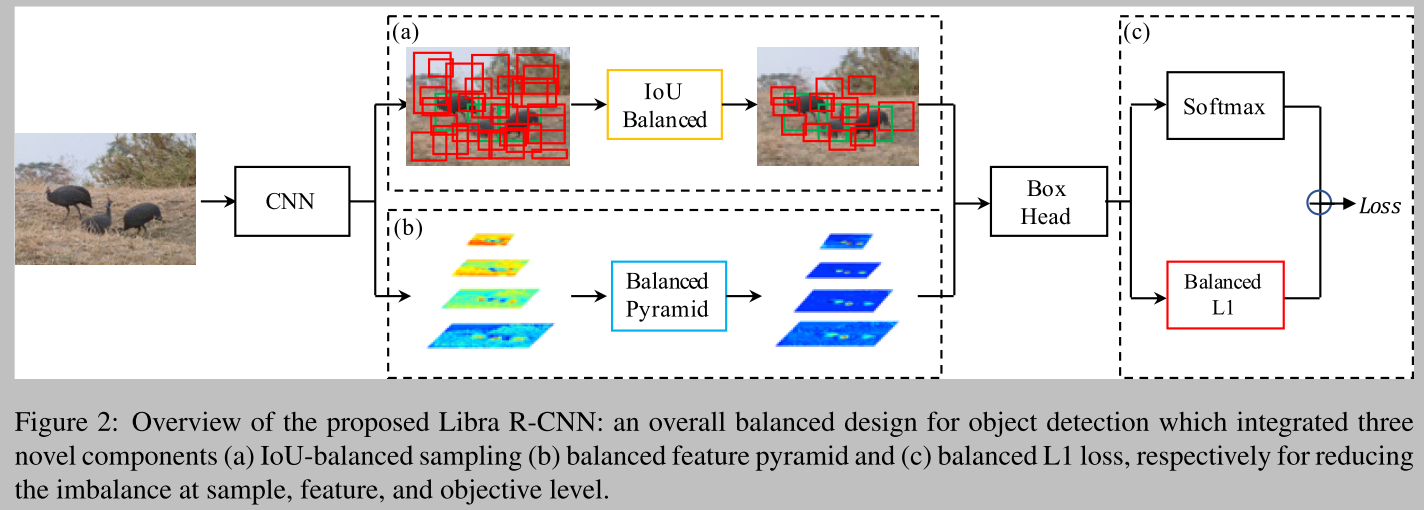 (a)
IoU
Balanced
CNN
(b)
Balanced
Pyramid
Box
Head
(c)
Softmax
Balanced
L1
Loss
Figure 2: Overview of the proposed Libra R-CNN: an overall balanced design for object detection which integrated three
novel components (a) IoU-balanced sampling (b) balanced feature pyramid and (c) balanced L1 loss, respectively for reducing
the imbalance at sample, feature, and objective level.